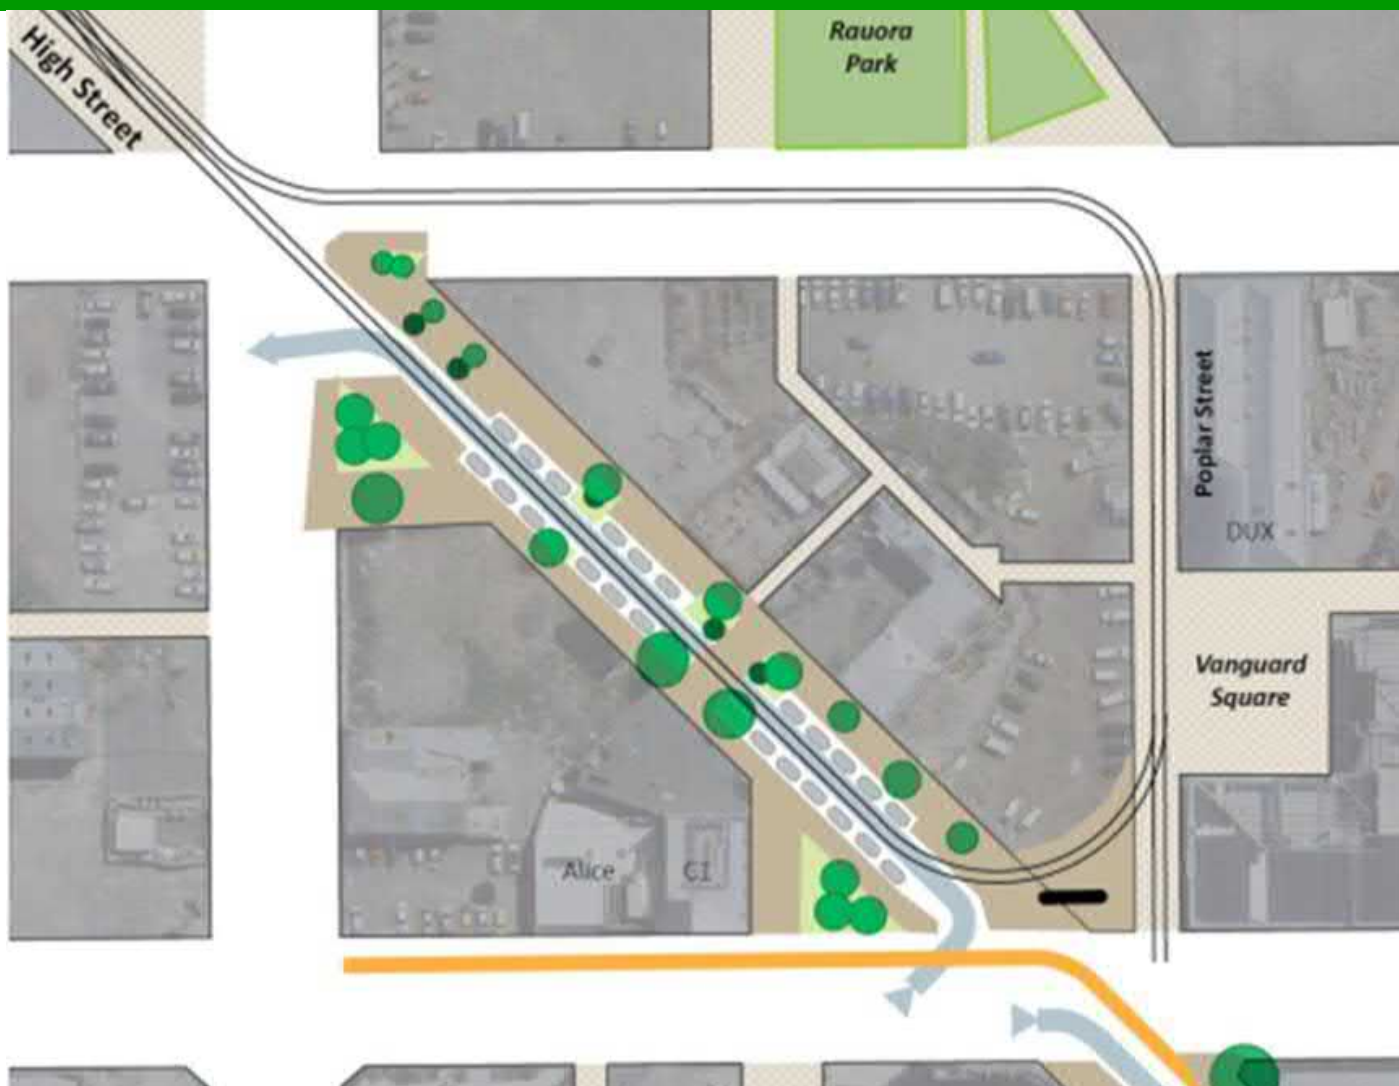 Rauora
Park
High Street
Poplar Street
DUX
Vanguard
Square
Alice
C1